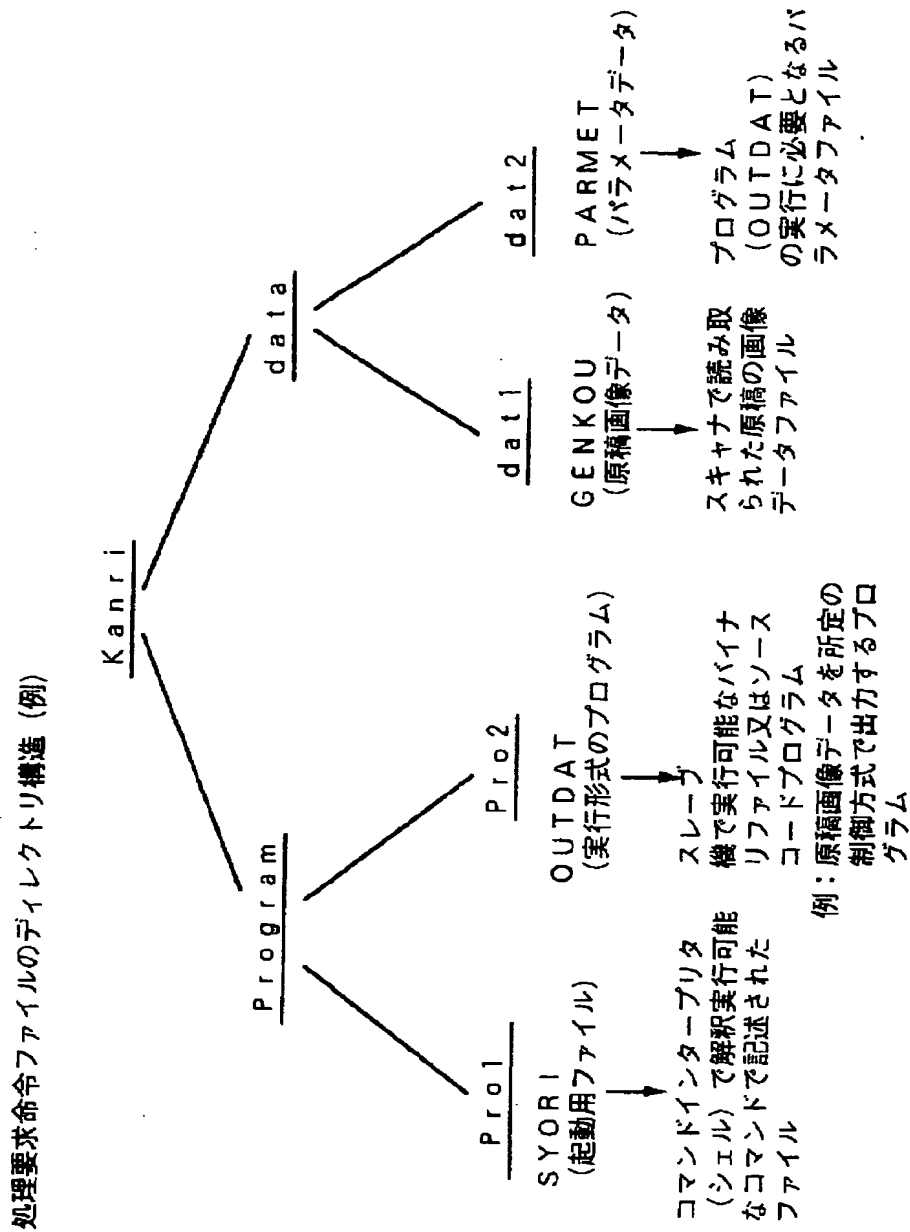 処理要求命令ファイルのディレクトリ構造 (例)
Kanri
Program
data
Pro1
SYORI
(起動用ファイル)
コマンドインタープリタ
(シェル) で解釈実行可能
なコマンドで記述された
ファイル
Pro2
OUTDAT
(実行形式のプログラム)
スレーブ
機で実行可能なバイナ
リファイル又はソース
コードプログラム
例:原稿画像データを所定の
制御方式で出力するプロ
グラム
dat1
GENKOU
(原稿画像データ)
スキャナで読み取
られた原稿の画像
データファイル
dat2
PARMET
(パラメータデータ)
プログラム
(OUTDAT)
の実行に必要となるパ
ラメータファイル